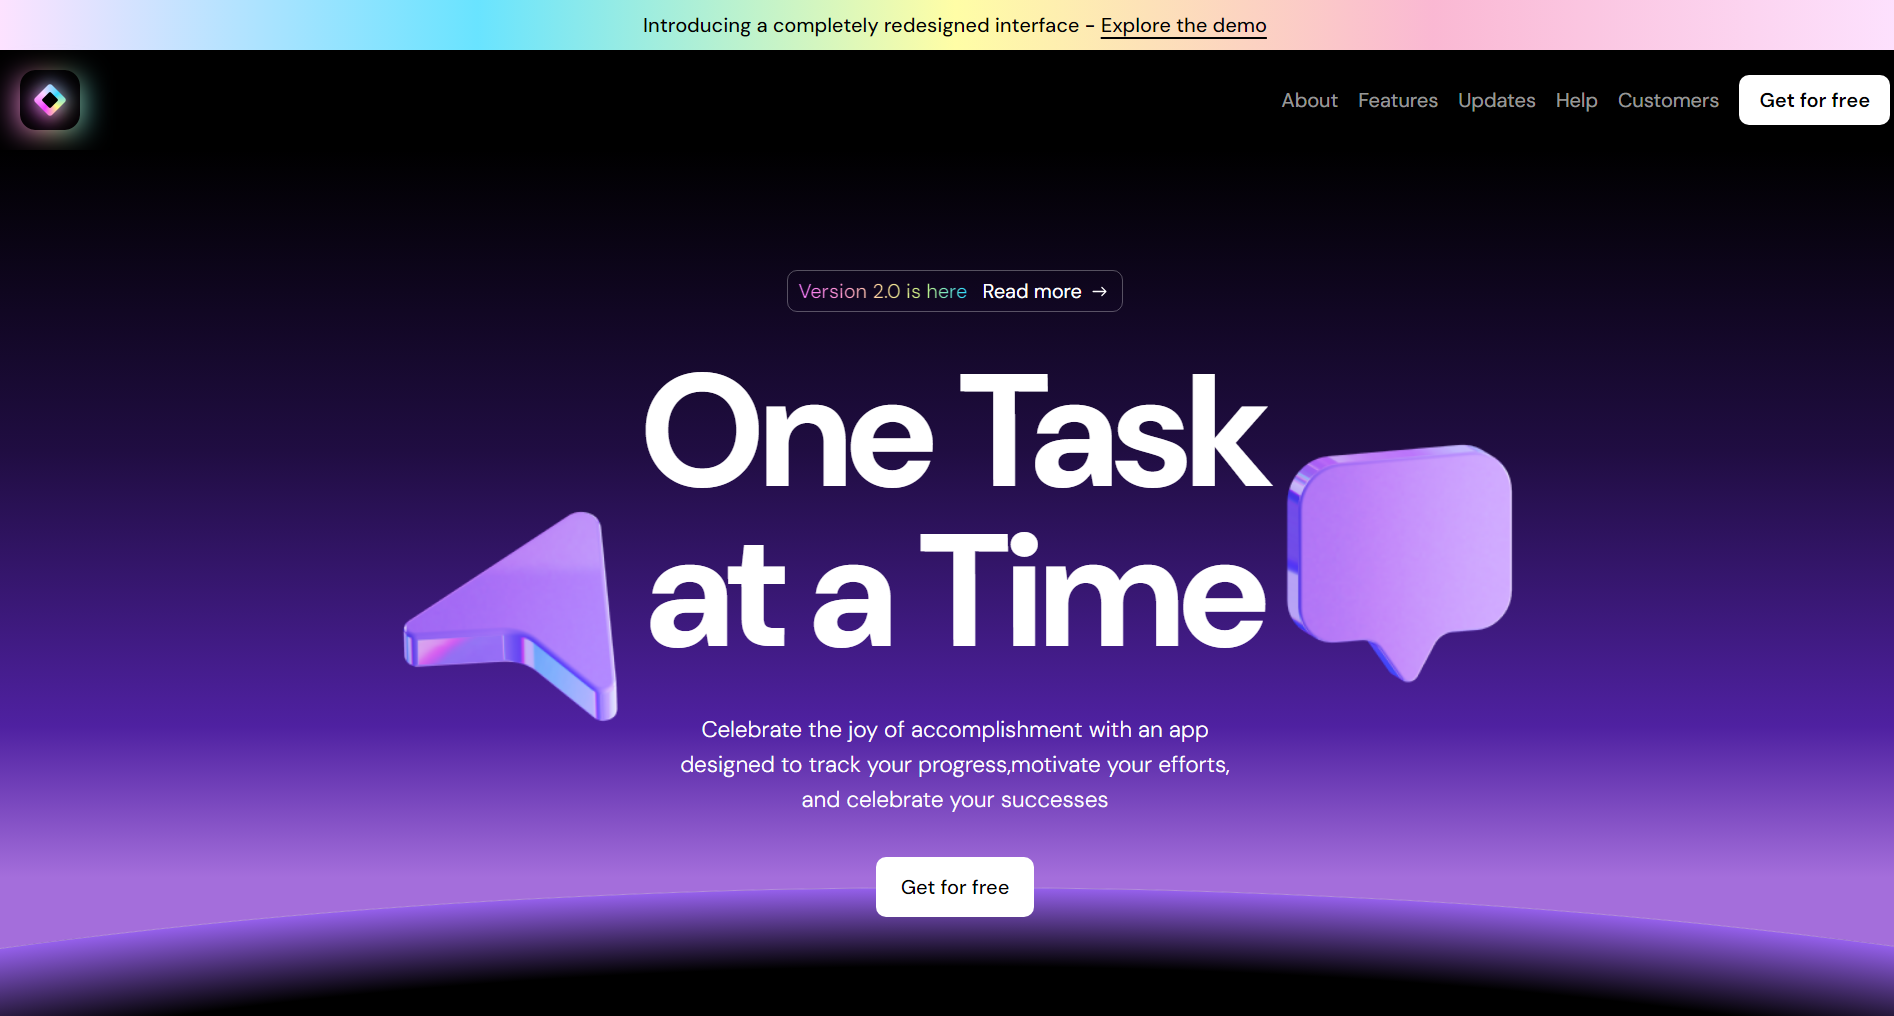 Introducing a completely redesigned interface - Explore the demo
About Features Updates Help Customers Get for free
Version 2.0 is here Read more →
One Task
at a Time
Celebrate the joy of accomplishment with an app
designed to track your progress,motivate your efforts,
and celebrate your successes
Get for free